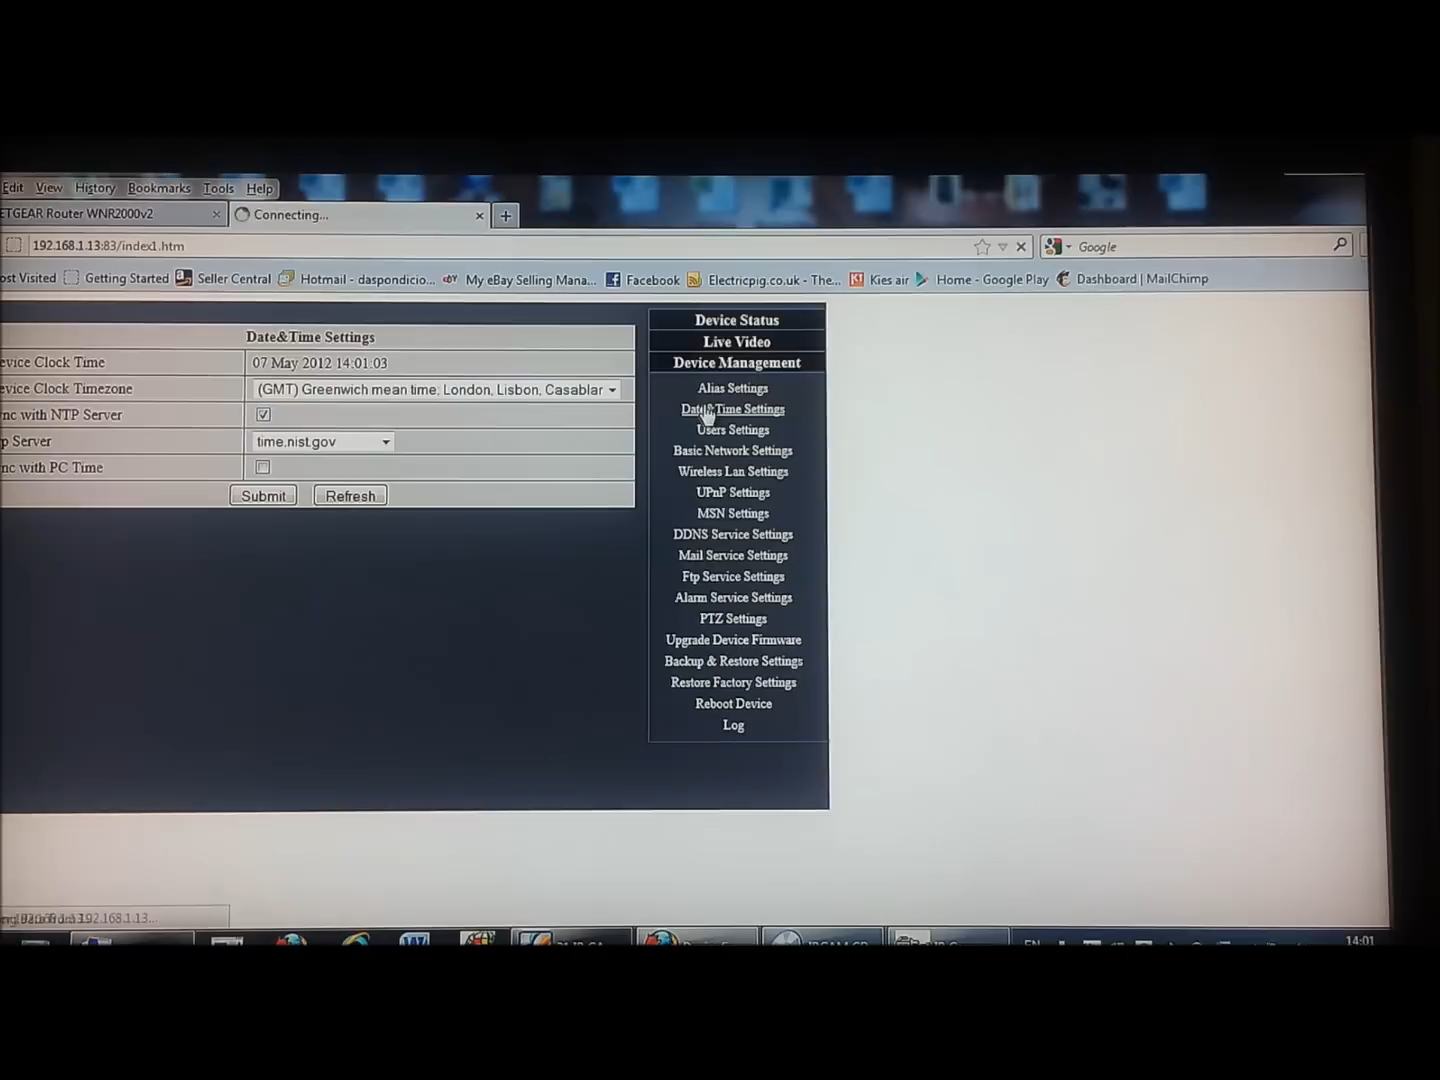 Edit View History Bookmarks Tools Help
ETGEAR Router WNR2000v2 × Connecting... × +
192.168.1.13:83/index1.htm Google
ost Visited Getting Started Seller Central Hotmail - daspondicio... My eBay Selling Mana... Facebook Electricpig.co.uk - The... Kies air Home - Google Play Dashboard | MailChimp
Date&Time Settings
evice Clock Time 07 May 2012 14:01:03
evice Clock Timezone (GMT) Greenwich mean time; London, Lisbon, Casablar
nc with NTP Server
p Server time.nist.gov
nc with PC Time
Submit Refresh
Device Status
Live Video
Device Management
Alias Settings
Date&Time Settings
Users Settings
Basic Network Settings
Wireless Lan Settings
UPnP Settings
MSN Settings
DDNS Service Settings
Mail Service Settings
Ftp Service Settings
Alarm Service Settings
PTZ Settings
Upgrade Device Firmware
Backup & Restore Settings
Restore Factory Settings
Reboot Device
Log
192.168.1.13...
EN 14:01